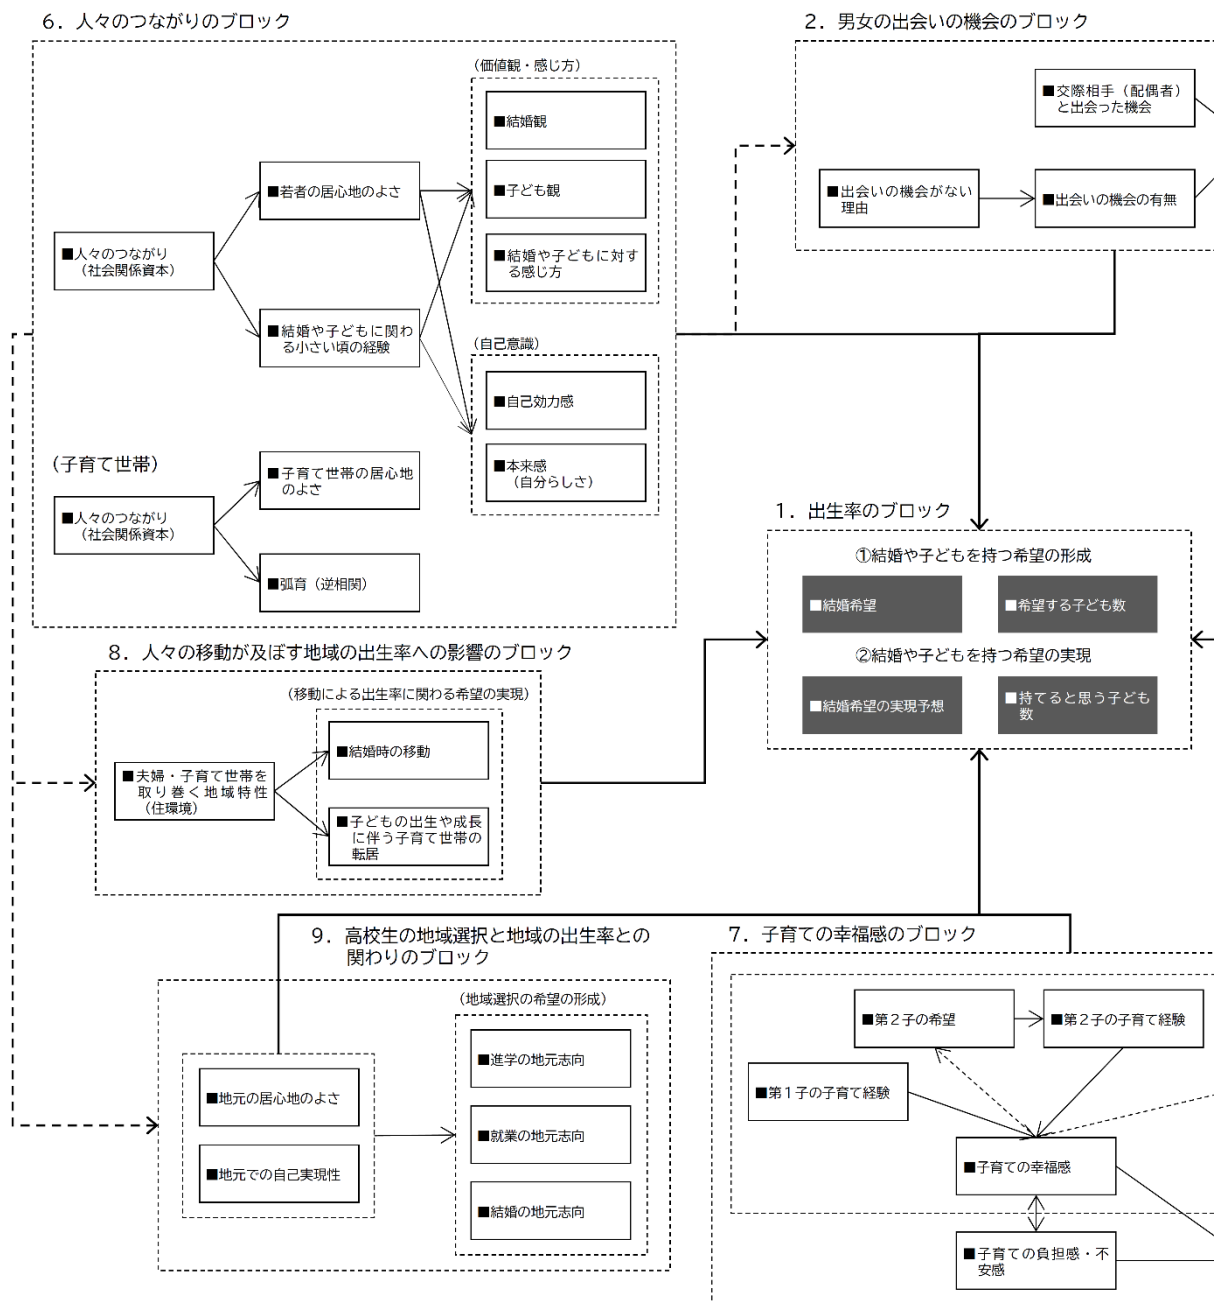 6．人々のつながりのブロック
（価値観・感じ方）
■結婚観
■子ども観
■結婚や子どもに対す
る感じ方
■若者の居心地のよさ
■人々のつながり
（社会関係資本）
■結婚や子どもに関わ
る小さい頃の経験
（自己意識）
■自己効力感
■本来感
（自分らしさ）
（子育て世帯）
■子育て世帯の居心地
のよさ
■人々のつながり
（社会関係資本）
■弧育（逆相関）
2．男女の出会いの機会のブロック
■交際相手（配偶者）
と出会った機会
■出会いの機会がない
理由
■出会いの機会の有無
1．出生率のブロック
①結婚や子どもを持つ希望の形成
■結婚希望
■希望する子ども数
②結婚や子どもを持つ希望の実現
■結婚希望の実現予想
■持てると思う子ども
数
8．人々の移動が及ぼす地域の出生率への影響のブロック
（移動による出生率に関わる希望の実現）
■結婚時の移動
■夫婦・子育て世帯を
取り巻く地域特性
（住環境）
■子どもの出生や成長
に伴う子育て世帯の
転居
9．高校生の地域選択と地域の出生率との
関わりのブロック
（地域選択の希望の形成）
■進学の地元志向
■地元の居心地のよさ
■就業の地元志向
■地元での自己実現性
■結婚の地元志向
7．子育ての幸福感のブロック
■第２子の希望
■第２子の子育て経験
■第１子の子育て経験
■子育ての幸福感
■子育ての負担感・不
安感